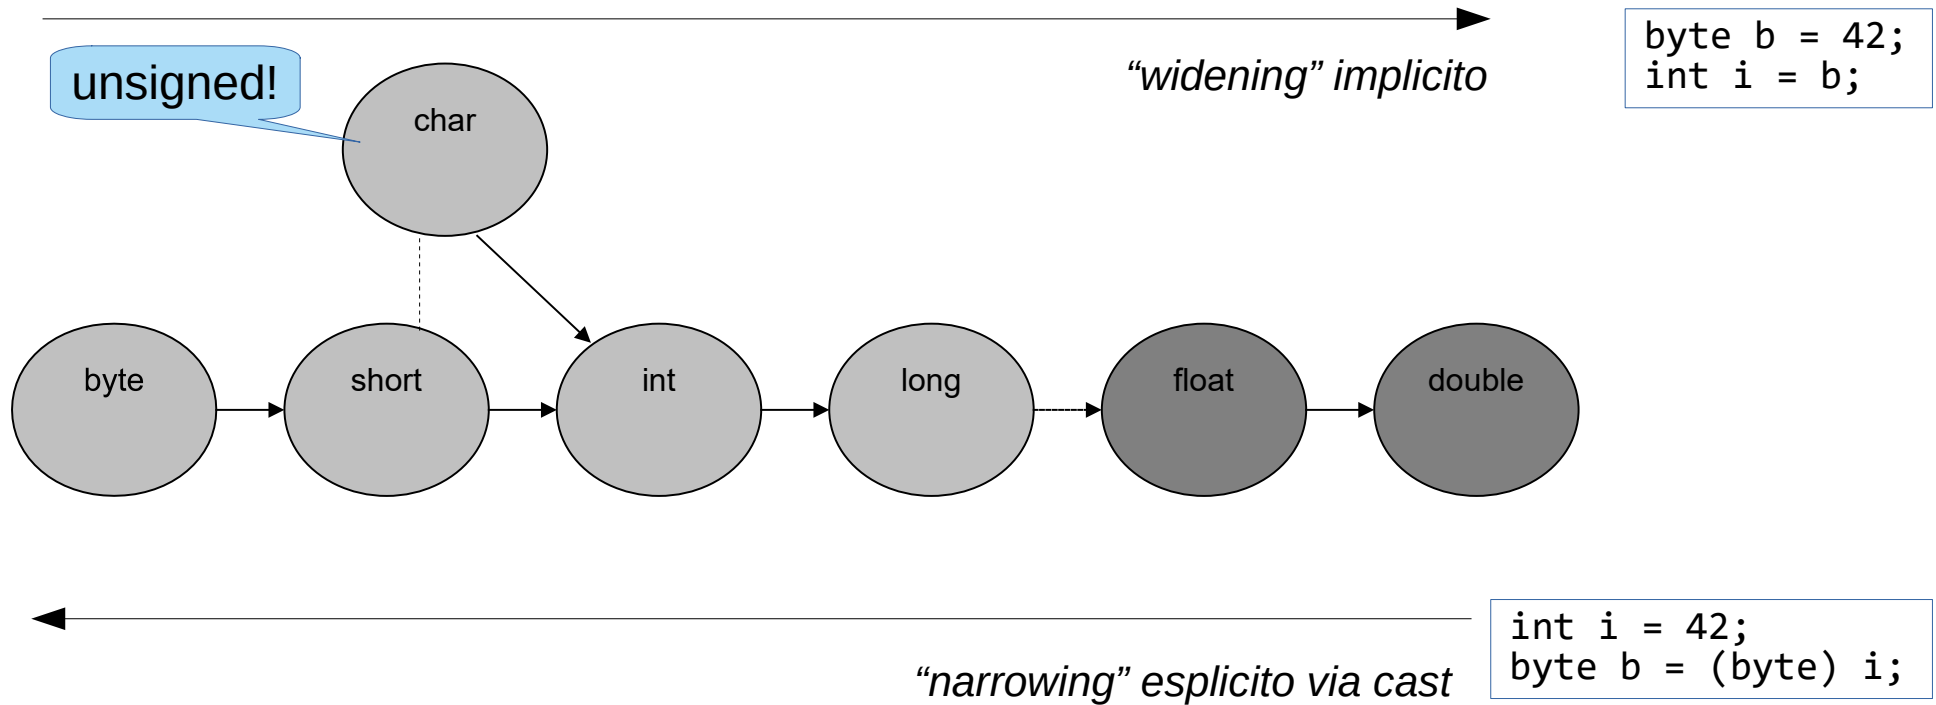 byte b = 42;
int i = b;
“widening” implicito
unsigned!
char
byte
short
int
long
float
double
int i = 42;
byte b = (byte) i;
“narrowing” esplicito via cast